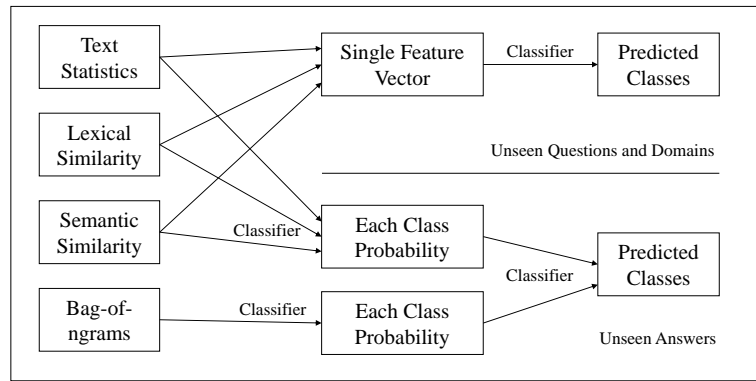 Text
Statistics
Single Feature
Vector
Classifier
Predicted
Classes
Lexical
Similarity
Unseen Questions and Domains
Semantic
Similarity
Classifier
Each Class
Probability
Classifier
Predicted
Classes
Bag-of-
ngrams
Classifier
Each Class
Probability
Unseen Answers